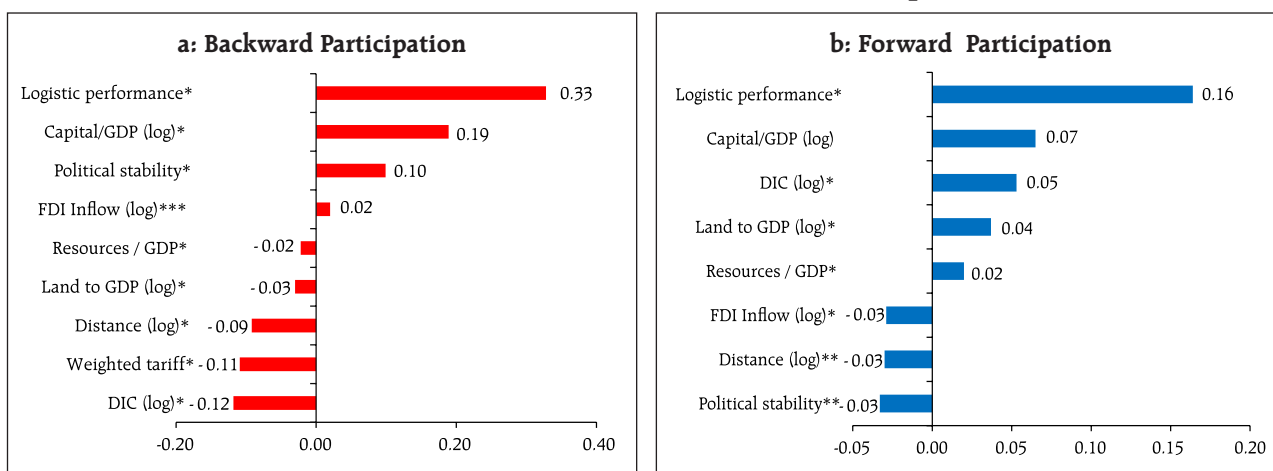 a: Backward Participation
Logistic performance* 0.33
Capital/GDP (log)* 0.19
Political stability* 0.10
FDI Inflow (log)*** 0.02
Resources / GDP* -0.02
Land to GDP (log)* -0.03
Distance (log)* -0.09
Weighted tariff* -0.11
DIC (log)* -0.12
-0.20 0.00 0.20 0.40
b: Forward Participation
Logistic performance* 0.16
Capital/GDP (log) 0.07
DIC (log)* 0.05
Land to GDP (log)* 0.04
Resources / GDP* 0.02
FDI Inflow (log)* -0.03
Distance (log)** -0.03
Political stability** -0.03
-0.05 0.00 0.05 0.10 0.15 0.20